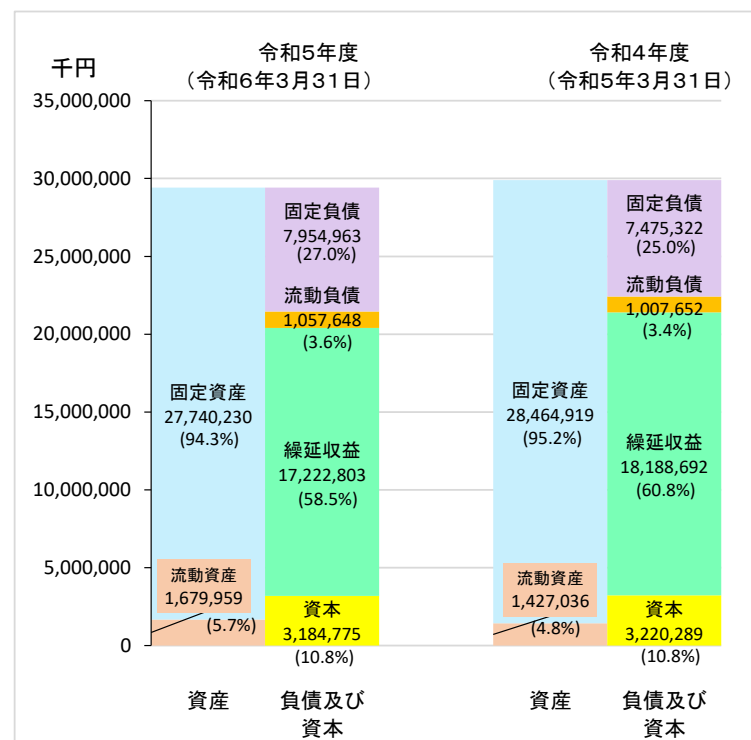 千円
令和5年度
（令和6年3月31日）
令和4年度
（令和5年3月31日）
35,000,000
30,000,000
25,000,000
20,000,000
15,000,000
10,000,000
5,000,000
0
固定資産
27,740,230
(94.3%)
流動資産
1,679,959
(5.7%)
固定負債
7,954,963
(27.0%)
流動負債
1,057,648
(3.6%)
繰延収益
17,222,803
(58.5%)
資本
3,184,775
(10.8%)
固定資産
28,464,919
(95.2%)
流動資産
1,427,036
(4.8%)
固定負債
7,475,322
(25.0%)
流動負債
1,007,652
(3.4%)
繰延収益
18,188,692
(60.8%)
資本
3,220,289
(10.8%)
資産
負債及び
資本
資産
負債及び
資本